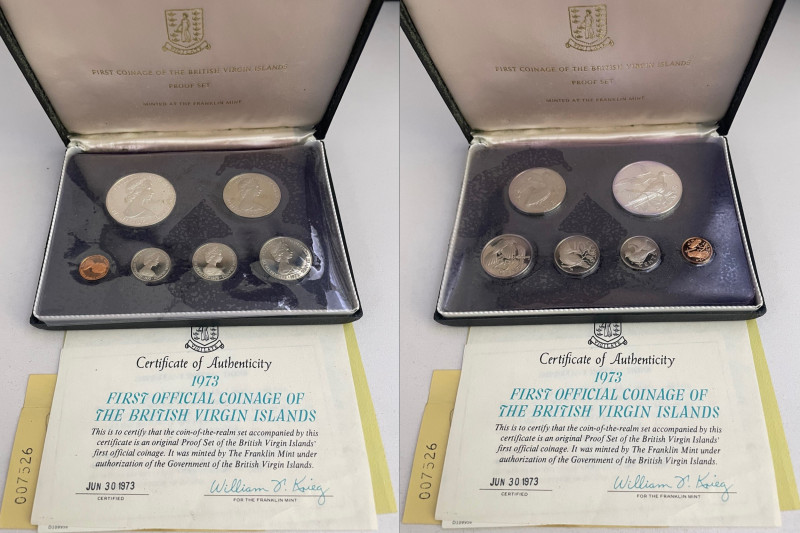 FIRST COINAGE OF THE BRITISH VIRGIN ISLANDS
PROOF SET
MINTED AT THE FRANKLIN MINT
Certificate of Authenticity
1973
FIRST OFFICIAL COINAGE OF
THE BRITISH VIRGIN ISLANDS
This is to certify that the coin-of-the-realm set accompanied by this
certificate is an original Proof Set of the British Virgin Islands'
first official coinage. It was minted by The Franklin Mint under
authorization of the Government of the British Virgin Islands.
JUN 30 1973
CERTIFIED
William T. Krieg
FOR THE FRANKLIN MINT
007526
FIRST COINAGE OF THE BRITISH VIRGIN ISLANDS
PROOF SET
MINTED AT THE FRANKLIN MINT
Certificate of Authenticity
1973
FIRST OFFICIAL COINAGE OF
THE BRITISH VIRGIN ISLANDS
This is to certify that the coin-of-the-realm set accompanied by this
certificate is an original Proof Set of the British Virgin Islands'
first official coinage. It was minted by The Franklin Mint under
authorization of the Government of the British Virgin Islands.
JUN 30 1973
CERTIFIED
William T. Krieg
FOR THE FRANKLIN MINT
007526